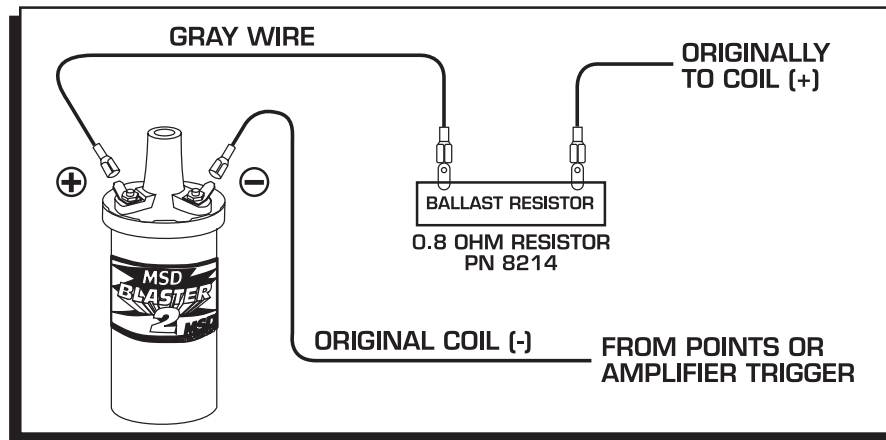 GRAY WIRE
ORIGINALLY
TO COIL (+)
+
−
BALLAST RESISTOR
0.8 OHM RESISTOR
PN 8214
MSD
BLASTER
2
MSD
ORIGINAL COIL (-)
FROM POINTS OR
AMPLIFIER TRIGGER